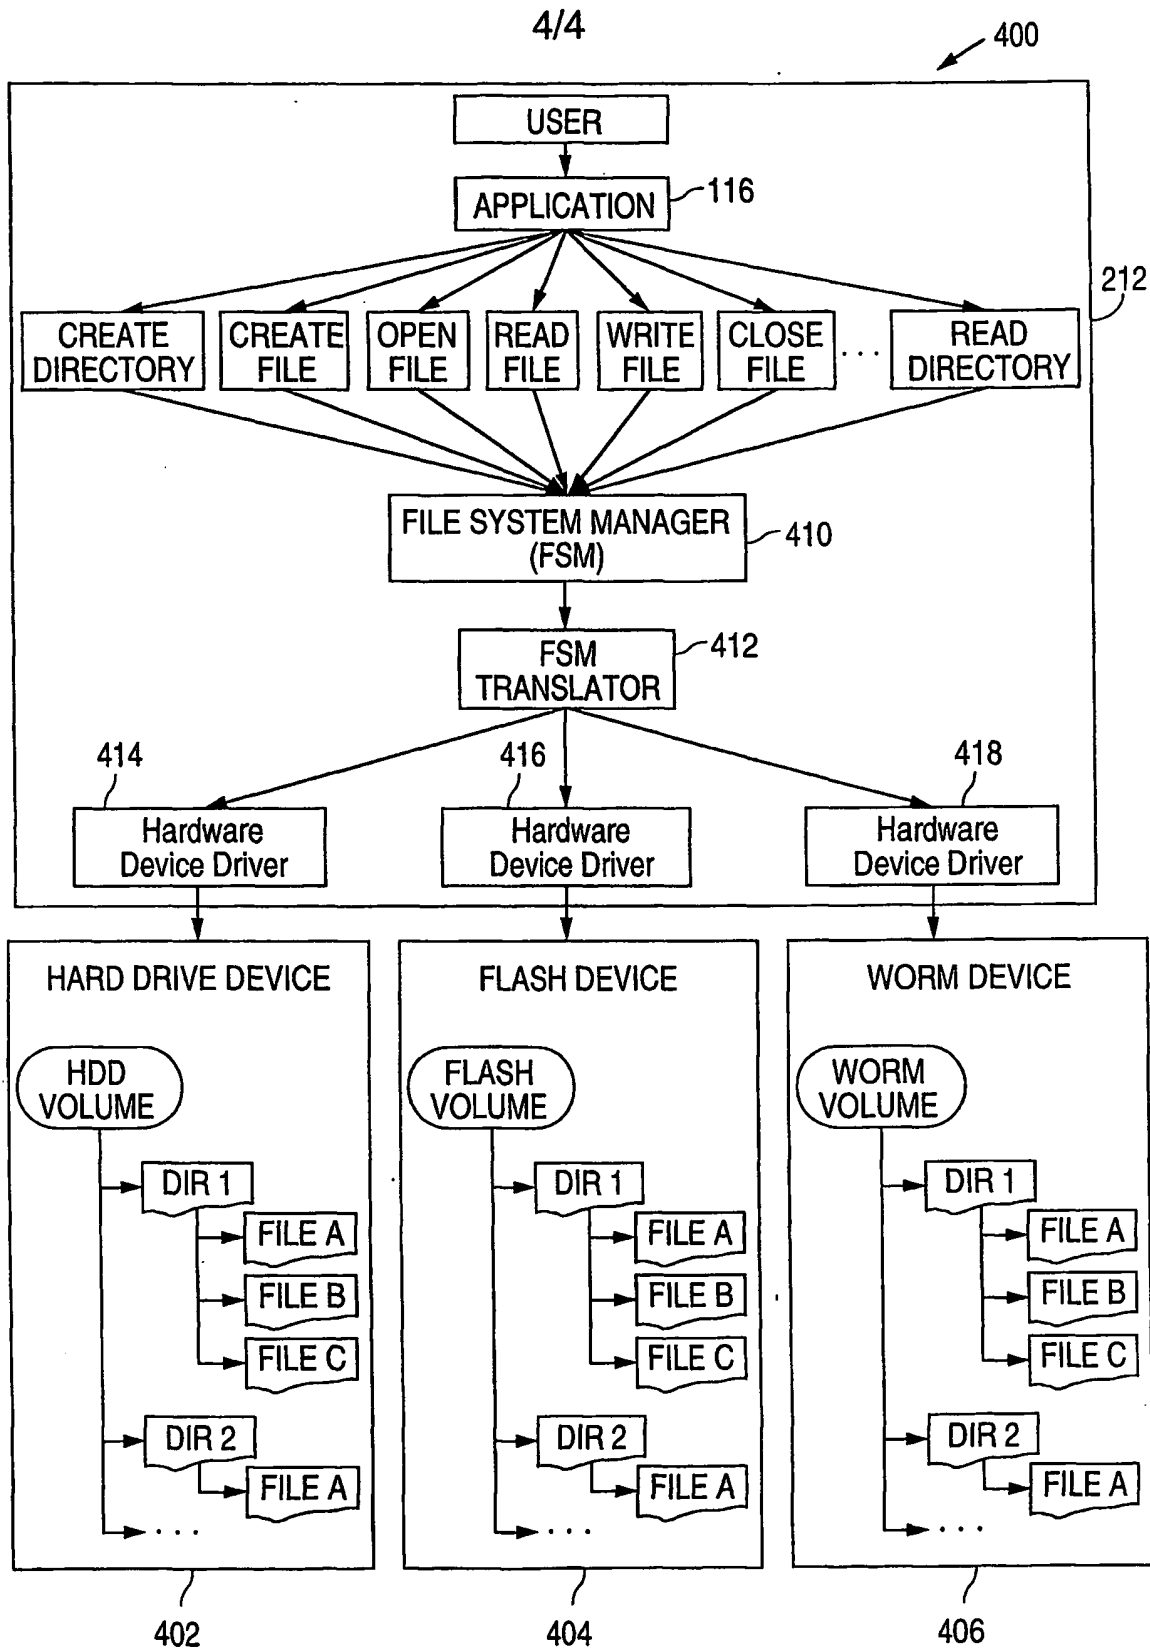 4/4
400
USER
APPLICATION
116
212
CREATE
DIRECTORY
CREATE
FILE
OPEN
FILE
READ
FILE
WRITE
FILE
CLOSE
FILE
. . . .
READ
DIRECTORY
FILE SYSTEM MANAGER
(FSM)
410
FSM
TRANSLATOR
412
414
Hardware
Device Driver
416
Hardware
Device Driver
418
Hardware
Device Driver
HARD DRIVE DEVICE
HDD
VOLUME
DIR 1
FILE A
FILE B
FILE C
DIR 2
FILE A
. . .
402
FLASH DEVICE
FLASH
VOLUME
DIR 1
FILE A
FILE B
FILE C
DIR 2
FILE A
. . .
404
WORM DEVICE
WORM
VOLUME
DIR 1
FILE A
FILE B
FILE C
DIR 2
FILE A
. . .
406